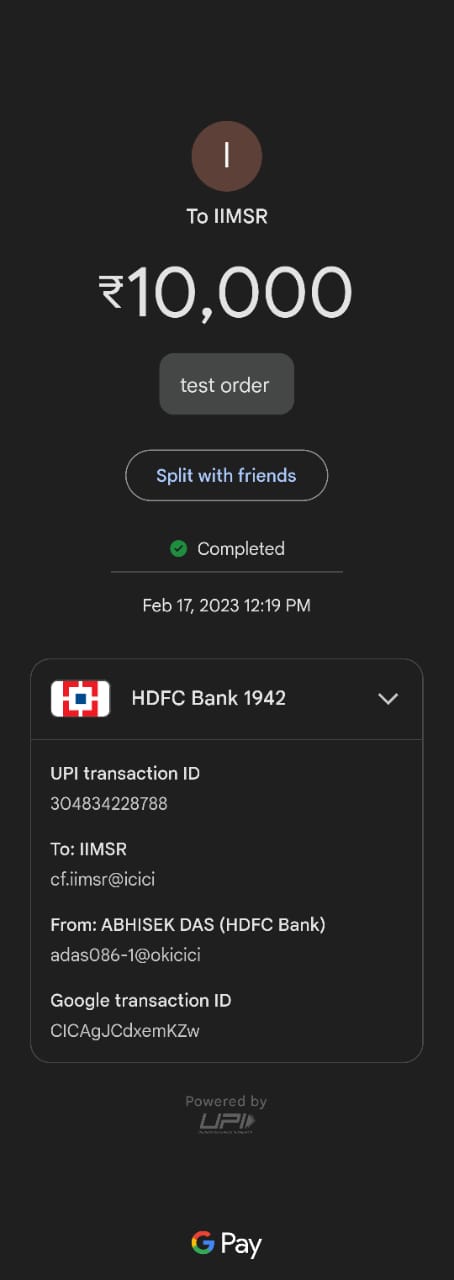 I
To IIMSR
₹10,000
test order
Split with friends
Completed
Feb 17, 2023 12:19 PM
HDFC Bank 1942
UPI transaction ID
304834228788
To: IIMSR
cf.iimsr@icici
From: ABHISEK DAS (HDFC Bank)
adas086-1@okicici
Google transaction ID
CICAgJCdxemKZw
Powered by
UPI
G Pay